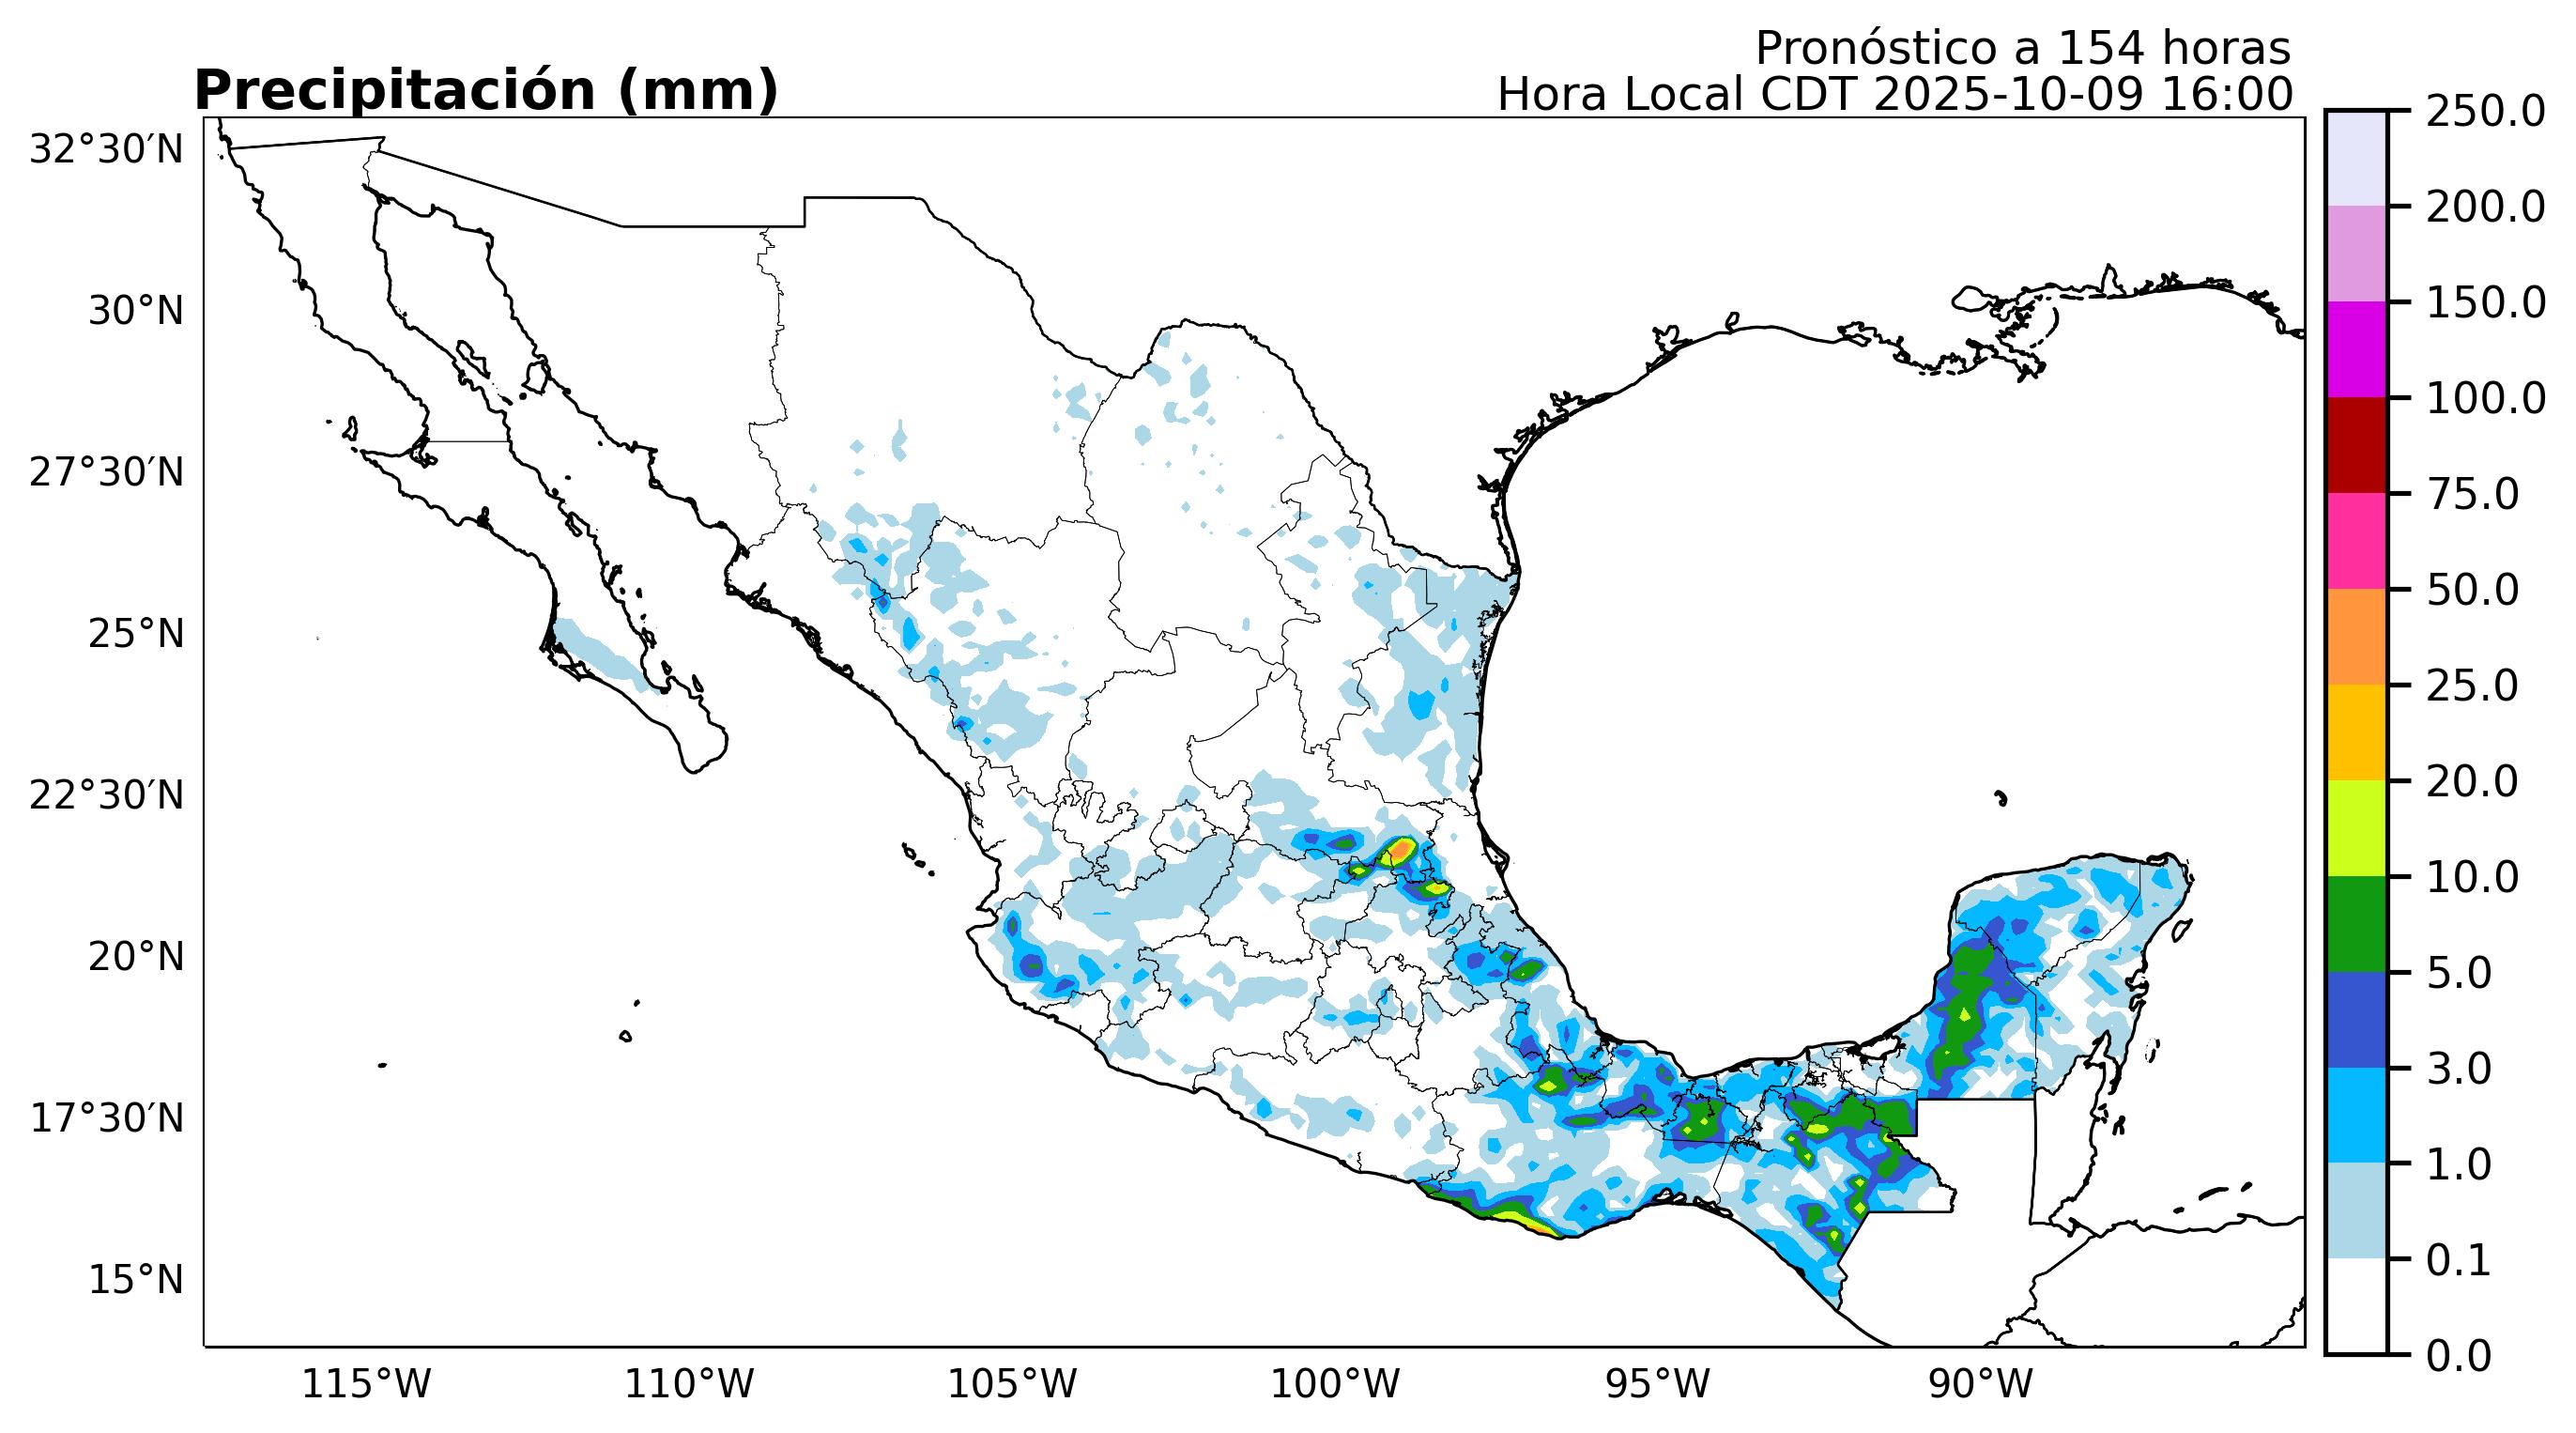 Pronóstico a 154 horas
Precipitación (mm)
Hora Local CDT 2025-10-09 16:00
32°30′N
30°N
27°30′N
25°N
22°30′N
20°N
17°30′N
15°N
115°W
110°W
105°W
100°W
95°W
90°W
250.0
200.0
150.0
100.0
75.0
50.0
25.0
20.0
10.0
5.0
3.0
1.0
0.1
0.0